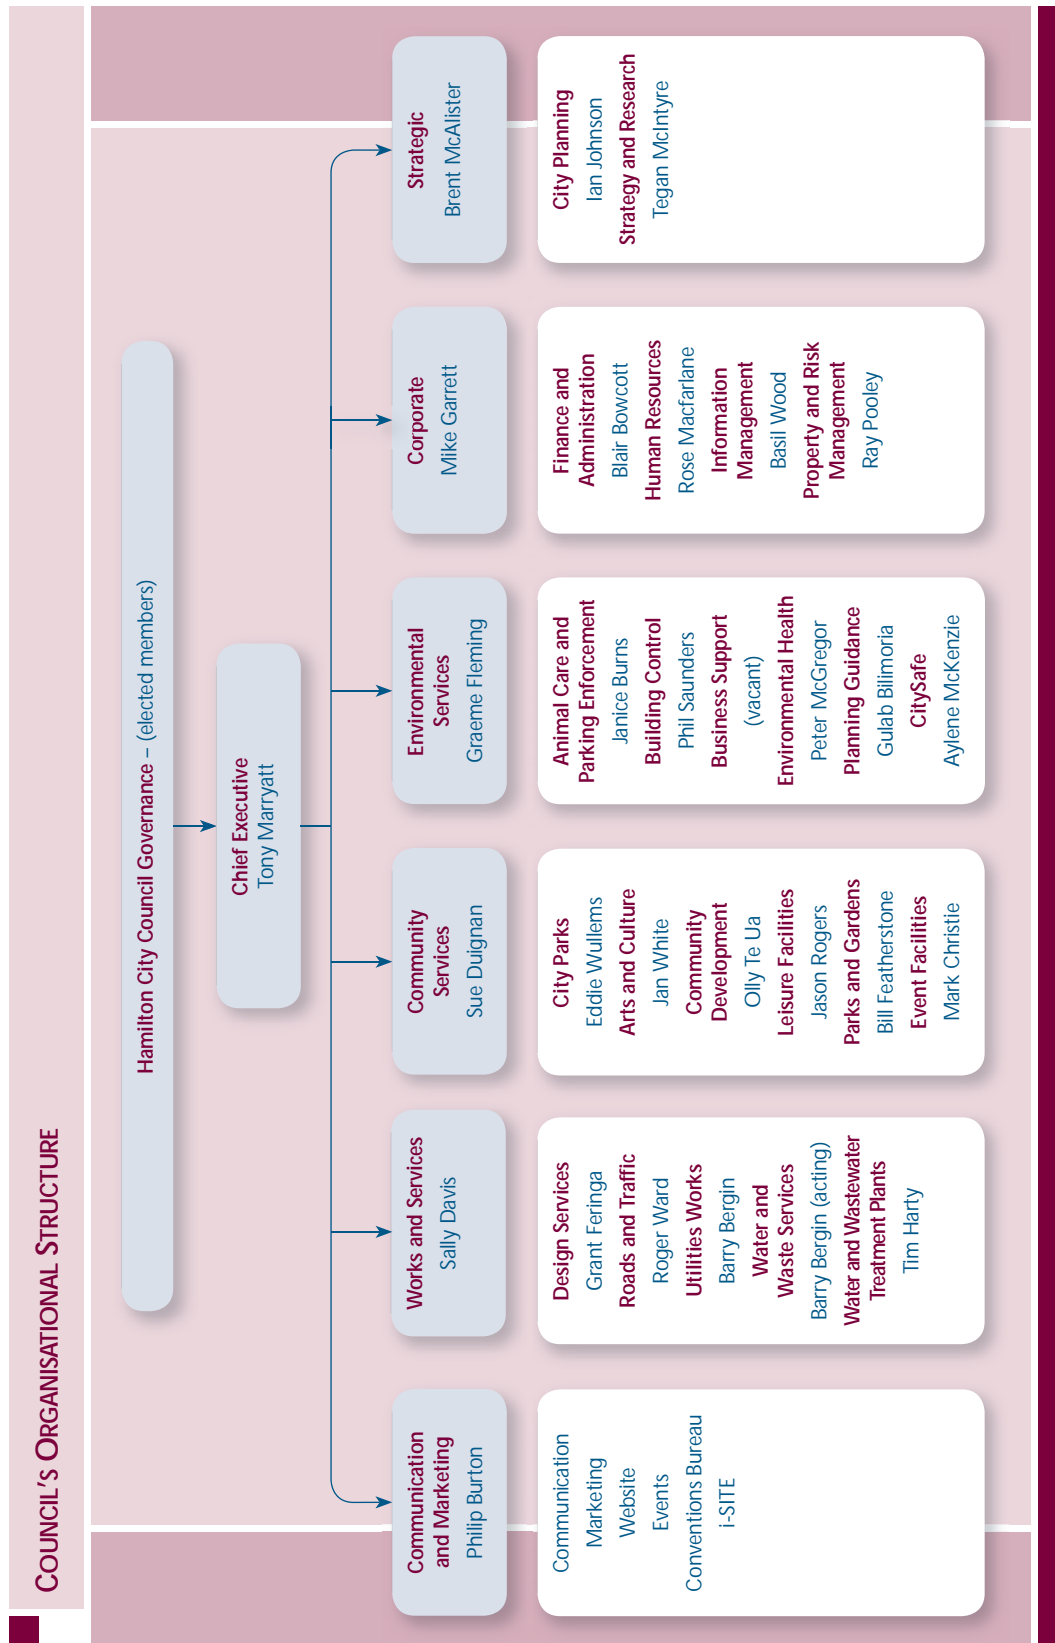 COUNCIL'S ORGANISATIONAL STRUCTURE
Hamilton City Council Governance – (elected members)
Chief Executive
Tony Marryatt
Communication
and Marketing
Philip Burton
Works and Services
Sally Davis
Community
Services
Sue Duignan
Environmental
Services
Graeme Fleming
Corporate
Mike Garrett
Strategic
Brent McAlister
Communication
Marketing
Website
Events
Conventions Bureau
i-SITE
Design Services
Grant Feringa
Roads and Traffic
Roger Ward
Utilities Works
Barry Bergin
Water and
Waste Services
Barry Bergin (acting)
Water and Wastewater
Treatment Plants
Tim Harty
City Parks
Eddie Wullems
Arts and Culture
Jan White
Community
Development
Olly Te Ua
Leisure Facilities
Jason Rogers
Parks and Gardens
Bill Featherstone
Event Facilities
Mark Christie
Animal Care and
Parking Enforcement
Janice Burns
Building Control
Phil Saunders
Business Support
(vacant)
Environmental Health
Peter McGregor
Planning Guidance
Gulab Bilimoria
CitySafe
Aylene McKenzie
Finance and
Administration
Blair Bowcott
Human Resources
Rose Macfarlane
Information
Management
Basil Wood
Property and Risk
Management
Ray Pooley
City Planning
Ian Johnson
Strategy and Research
Tegan McIntyre